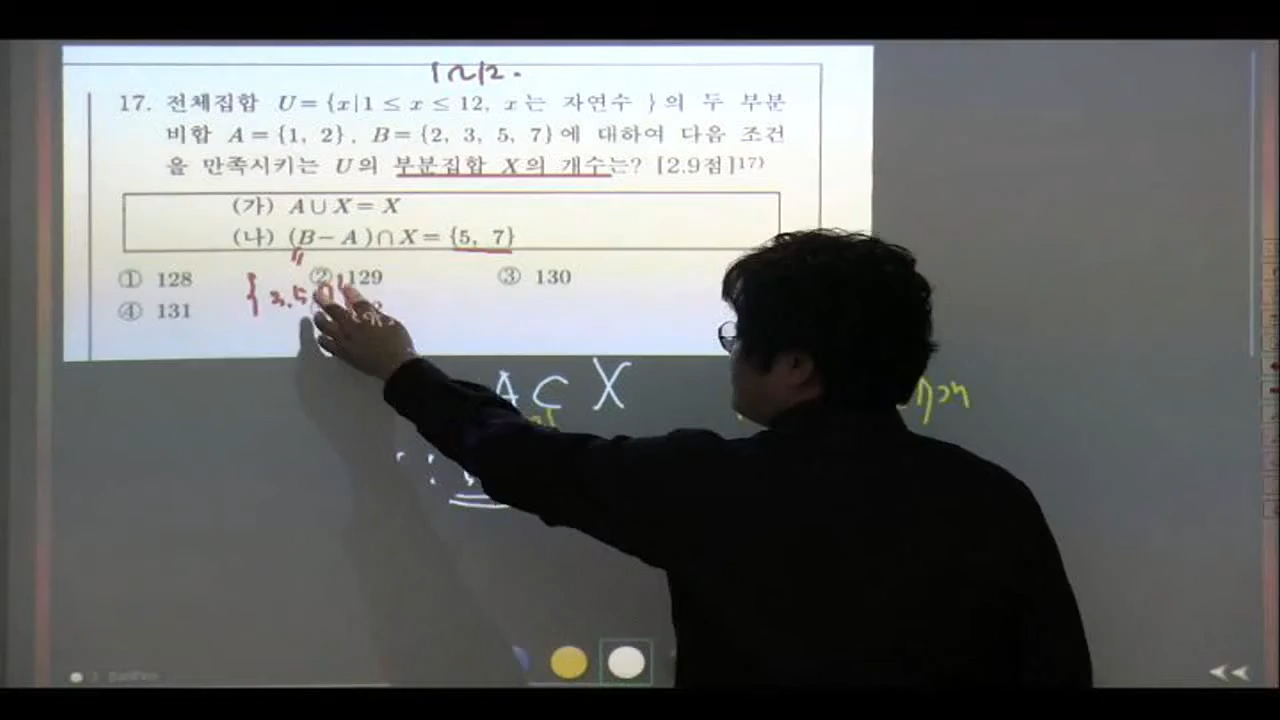 1 ~ 12.
17. 전체집합 U = {x|1 ≤ x ≤ 12, x는 자연수 }의 두 부분
비합 A = {1, 2}, B = {2, 3, 5, 7}에 대하여 다음 조건
을 만족시키는 U의 부분집합 X의 개수는? [2.9점]17)
(가) A∪X = X
(나) (B − A)∩X = {5, 7}
① 128 ② 129 ③ 130
{ 3, 5
④ 131
A ⊂ X